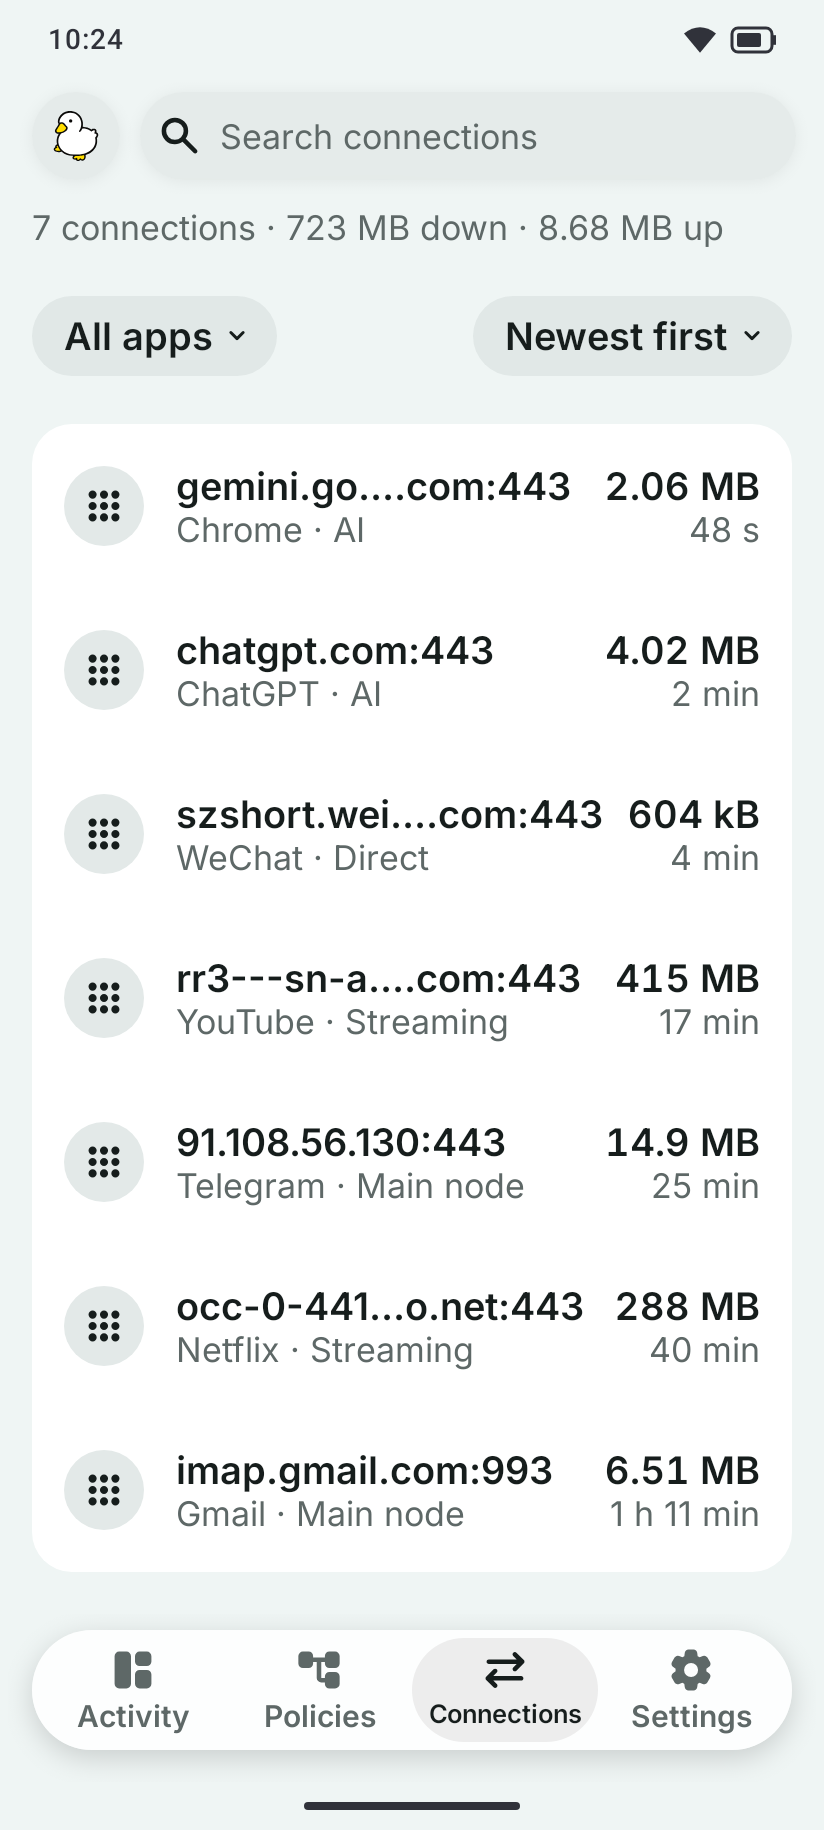 10:24
Search connections
7 connections · 723 MB down · 8.68 MB up
All apps
Newest first
gemini.go....com:443 2.06 MB
Chrome · AI 48 s
chatgpt.com:443 4.02 MB
ChatGPT · AI 2 min
szshort.wei....com:443 604 kB
WeChat · Direct 4 min
rr3---sn-a....com:443 415 MB
YouTube · Streaming 17 min
91.108.56.130:443 14.9 MB
Telegram · Main node 25 min
occ-0-441...o.net:443 288 MB
Netflix · Streaming 40 min
imap.gmail.com:993 6.51 MB
Gmail · Main node 1 h 11 min
Activity Policies Connections Settings